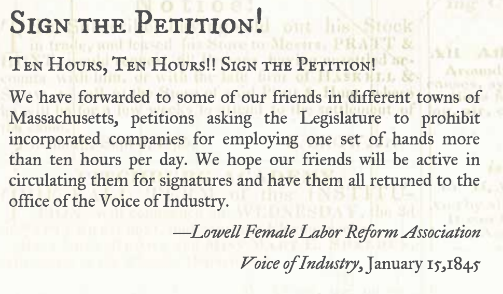 Sign the Petition!
Ten Hours, Ten Hours!! Sign the Petition!
We have forwarded to some of our friends in different towns of
Massachusetts, petitions asking the Legislature to prohibit
incorporated companies for employing one set of hands more
than ten hours per day. We hope our friends will be active in
circulating them for signatures and have them all returned to the
office of the Voice of Industry.
—Lowell Female Labor Reform Association
Voice of Industry, January 15,1845